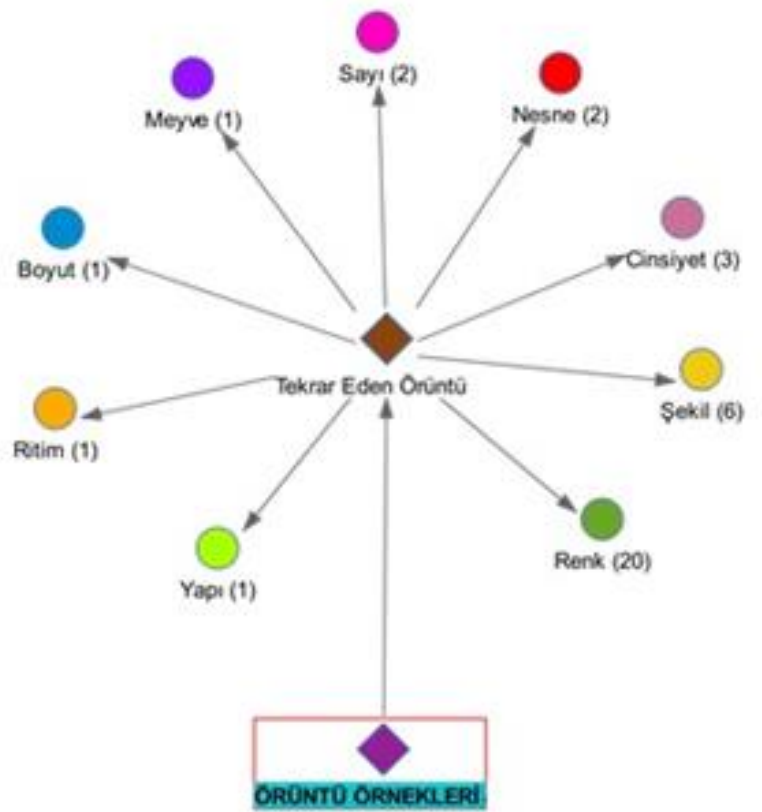 Sayı (2)
Meyve (1)
Nesne (2)
Boyut (1)
Cinsiyet (3)
Tekrar Eden Örüntü
Şekil (6)
Ritim (1)
Renk (20)
Yapı (1)
ÖRÜNTÜ ÖRNEKLERİ.